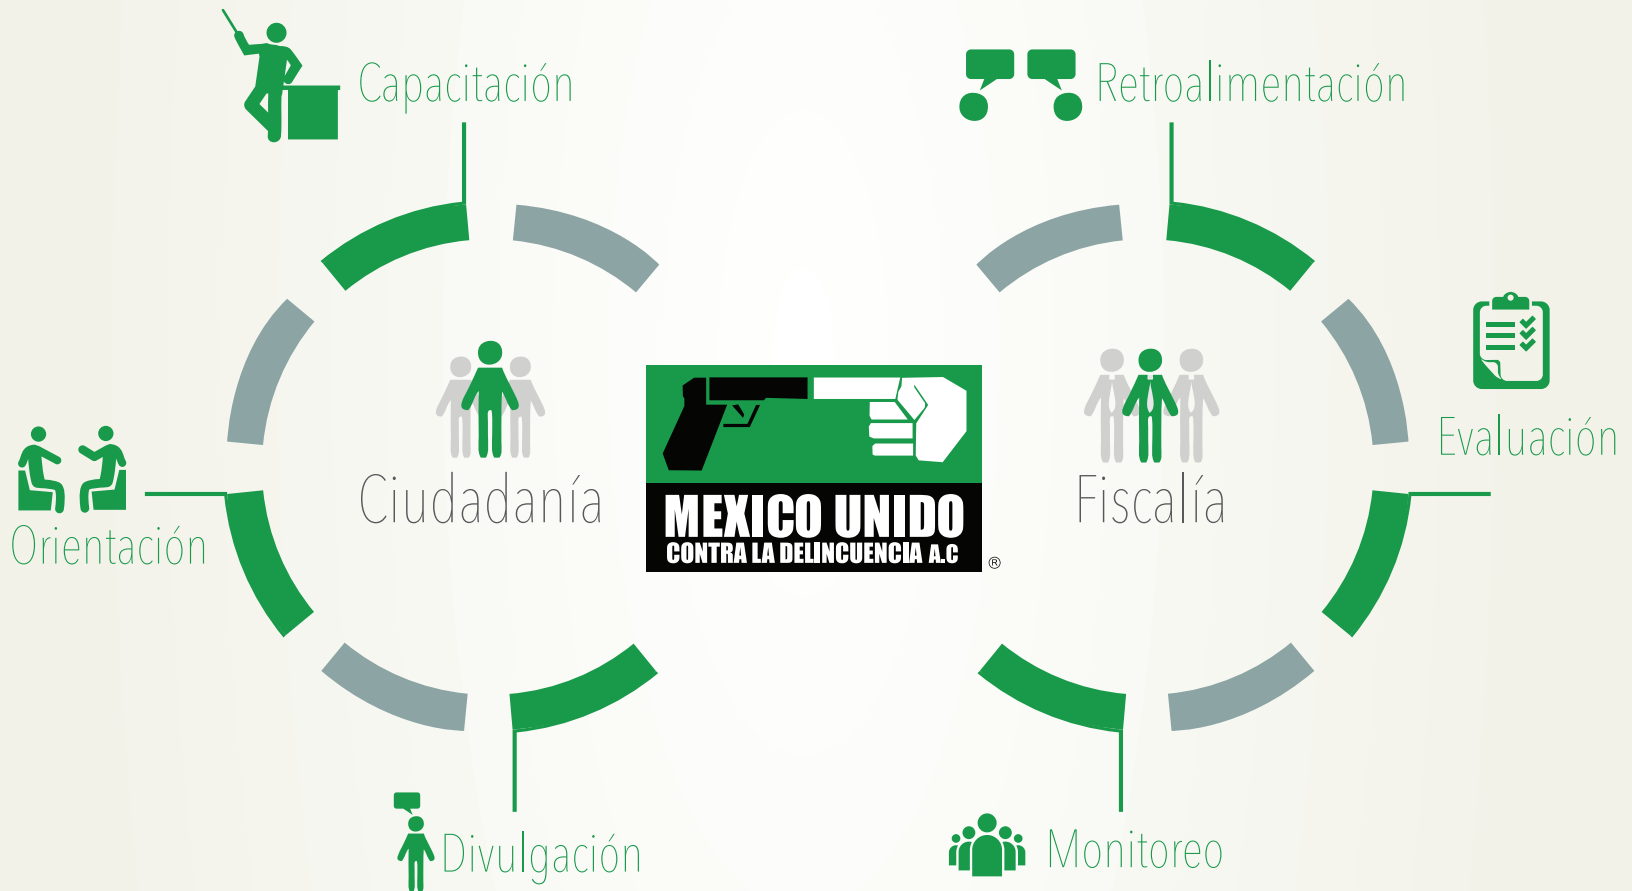 Capacitación
Retroalimentación
Evaluación
Ciudadanía
Fiscalía
MEXICO UNIDO
CONTRA LA DELINCUENCIA A.C
®
Orientación
Divulgación
Monitoreo